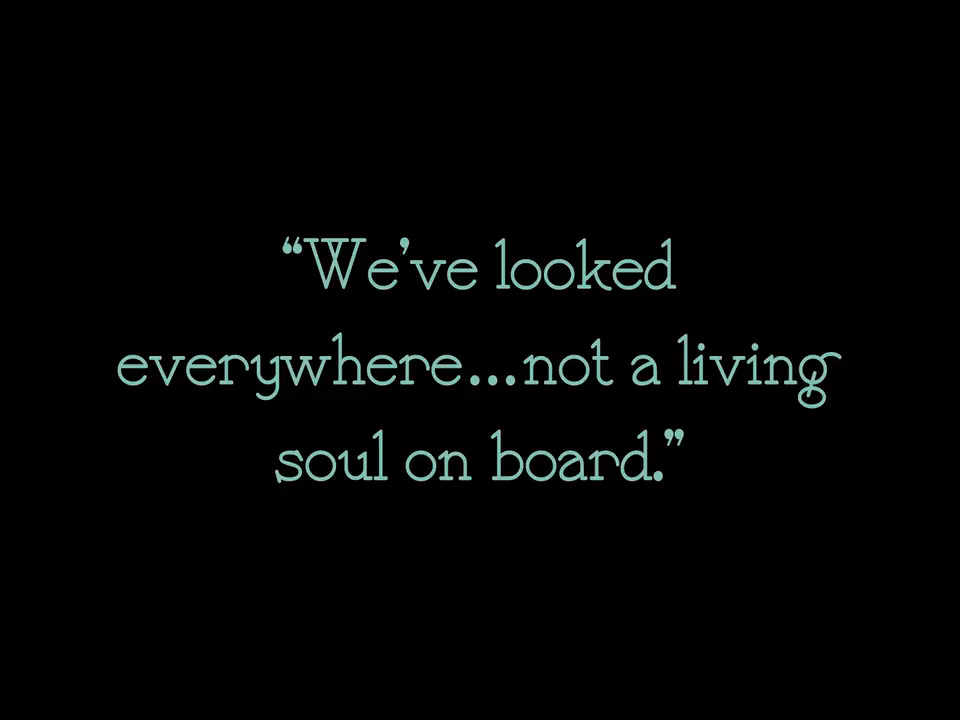 “We’ve looked
everywhere...not a living
soul on board.”